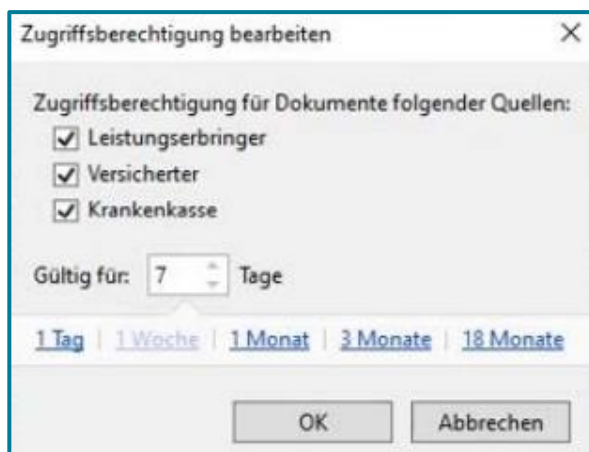 Zugriffsberechtigung bearbeiten
Zugriffsberechtigung für Dokumente folgender Quellen:
Leistungserbringer
Versicherter
Krankenkasse
Gültig für: 7 Tage
1 Tag | 1 Woche | 1 Monat | 3 Monate | 18 Monate
OK Abbrechen